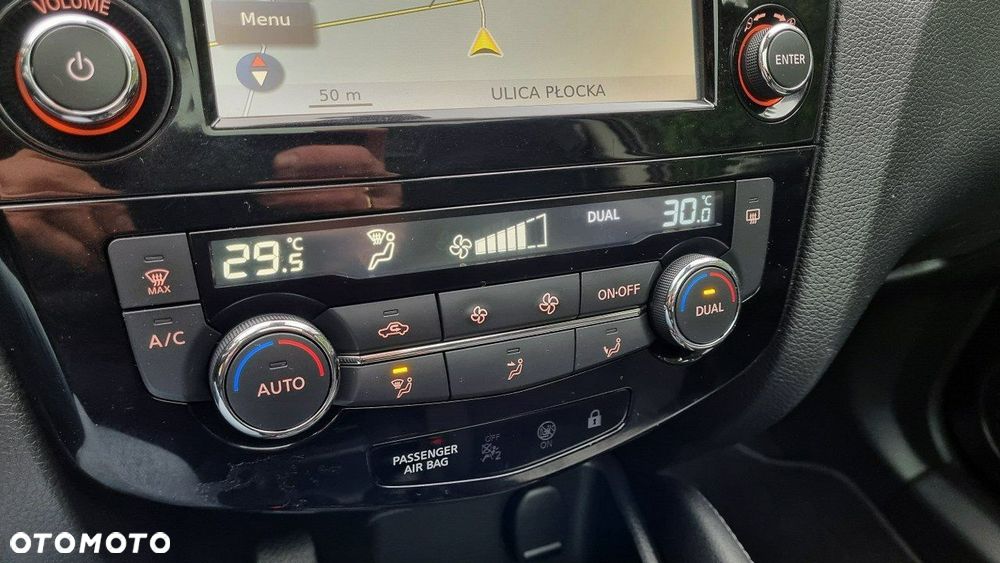 VOLUME
Menu
50 m
ULICA PŁOCKA
ENTER
29.5 °C
DUAL
30.0 °C
MAX
A/C
AUTO
ON·OFF
DUAL
PASSENGER
AIR BAG
OFF
2
ON
OTOMOTO